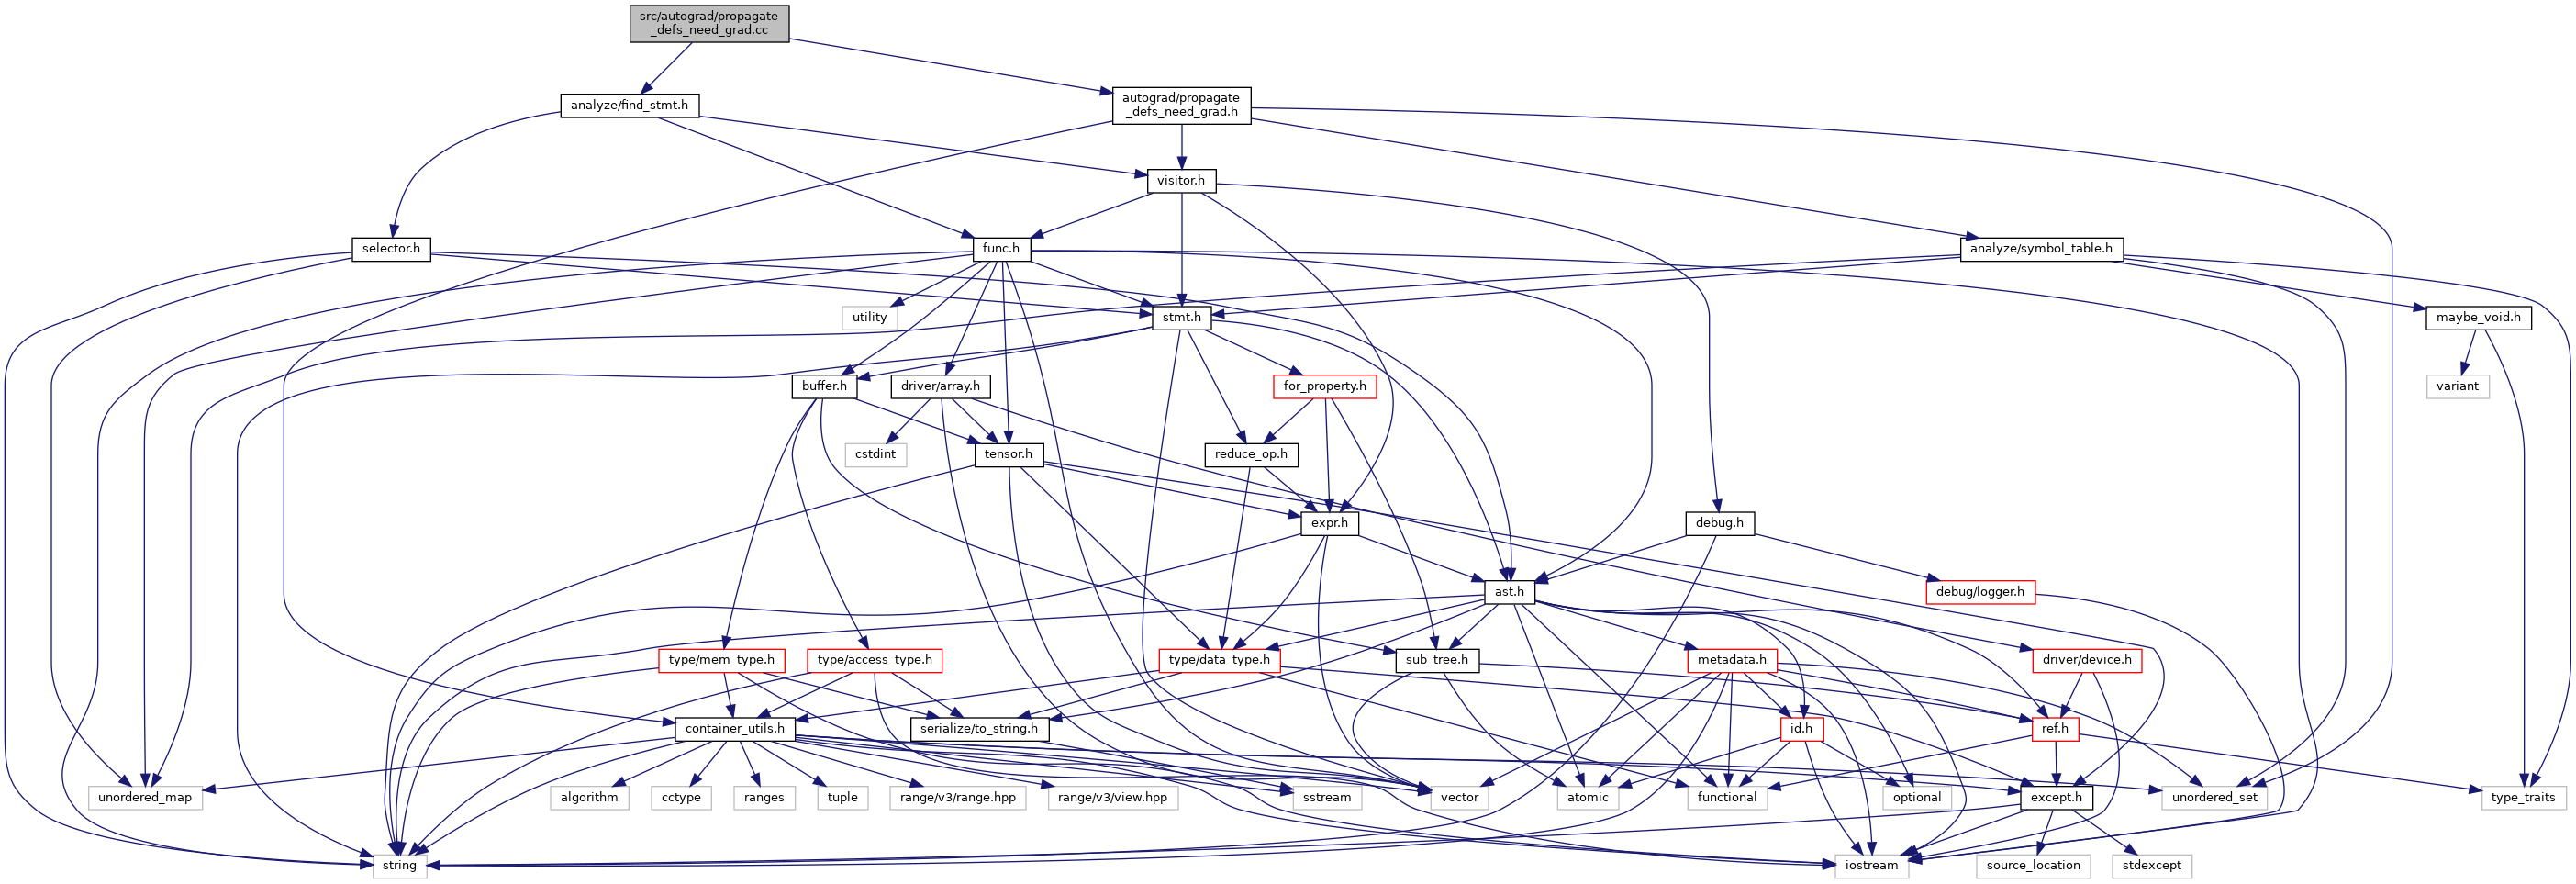 src/autograd/propagate
_defs_need_grad.cc
analyze/find_stmt.h
autograd/propagate
_defs_need_grad.h
visitor.h
selector.h
func.h
analyze/symbol_table.h
utility
stmt.h
maybe_void.h
buffer.h
driver/array.h
for_property.h
variant
cstdint
tensor.h
reduce_op.h
expr.h
debug.h
ast.h
debug/logger.h
type/mem_type.h
type/access_type.h
type/data_type.h
sub_tree.h
metadata.h
driver/device.h
container_utils.h
serialize/to_string.h
id.h
ref.h
unordered_map
algorithm
cctype
ranges
tuple
range/v3/range.hpp
range/v3/view.hpp
sstream
vector
atomic
functional
optional
except.h
unordered_set
type_traits
string
iostream
source_location
stdexcept